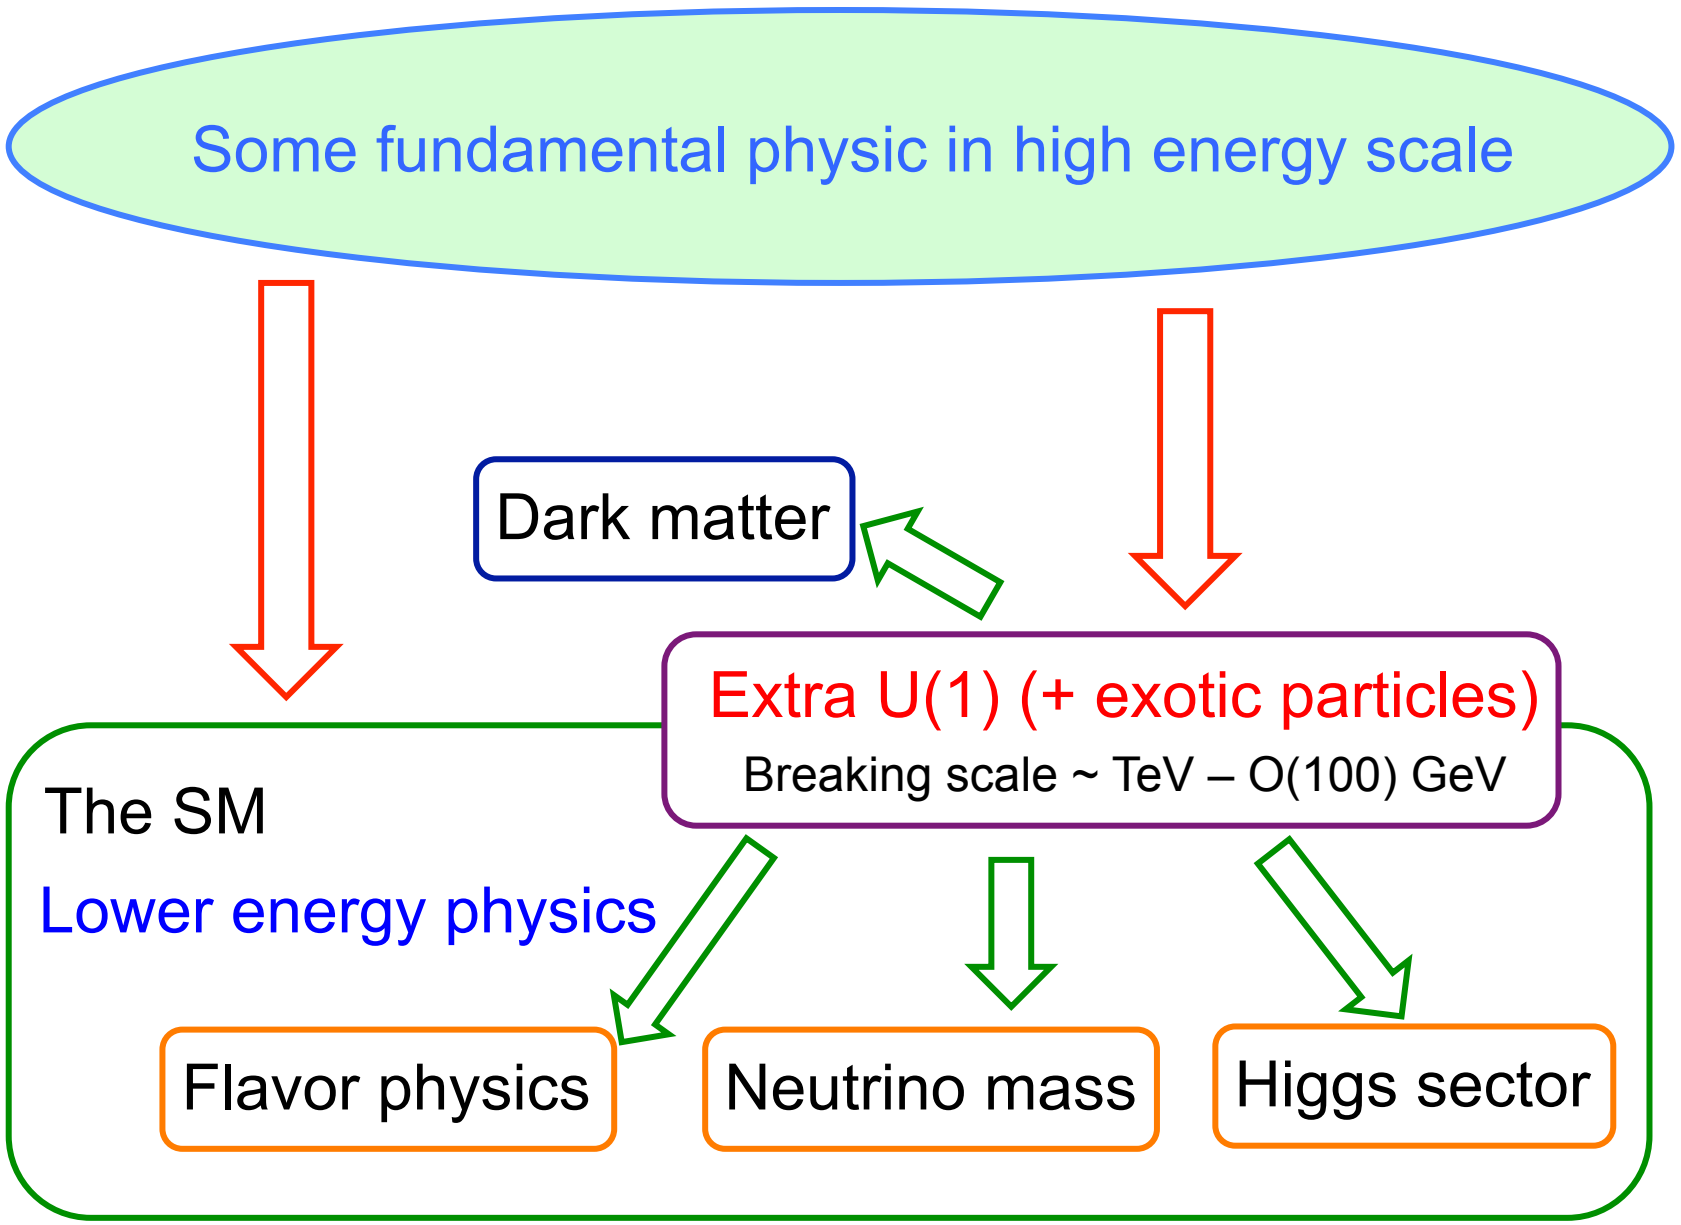 Some fundamental physic in high energy scale
Dark matter
Extra U(1) (+ exotic particles)
Breaking scale ~ TeV – O(100) GeV
The SM
Lower energy physics
Flavor physics
Neutrino mass
Higgs sector